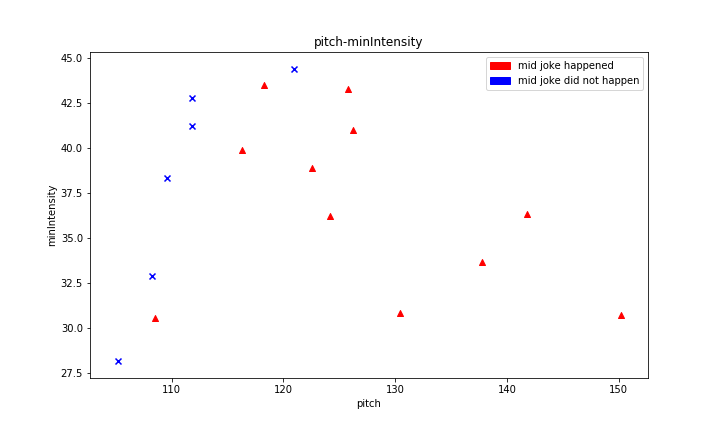 pitch-minIntensity
mid joke happened
mid joke did not happen
45.0
42.5
40.0
37.5
35.0
32.5
30.0
27.5
minIntensity
110 120 130 140 150
pitch